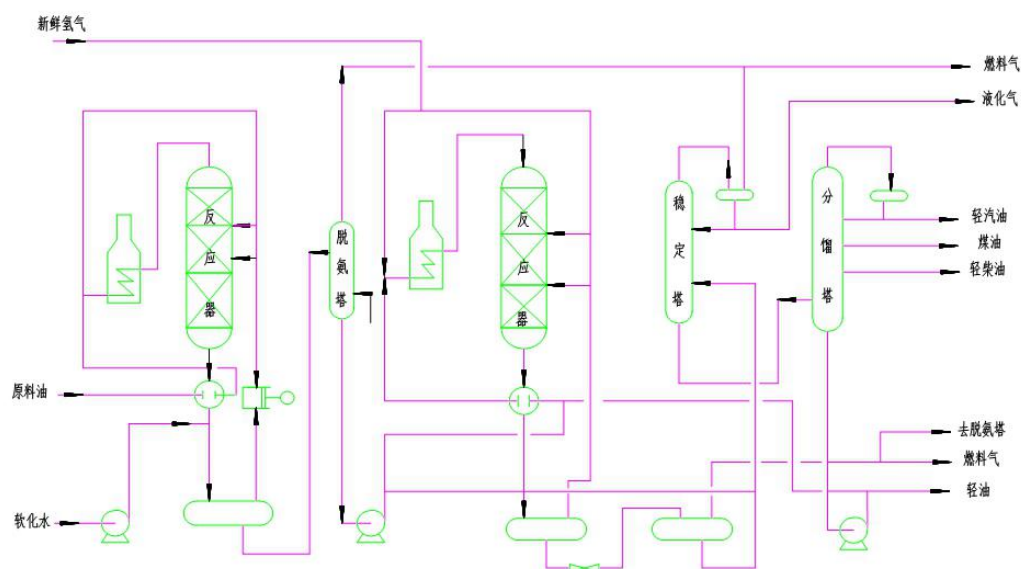 新鲜氢气
燃料气
液化气
反应器
脱氨塔
反应器
稳定塔
分馏塔
轻汽油
煤油
轻柴油
原料油
去脱氨塔
燃料气
轻油
软化水